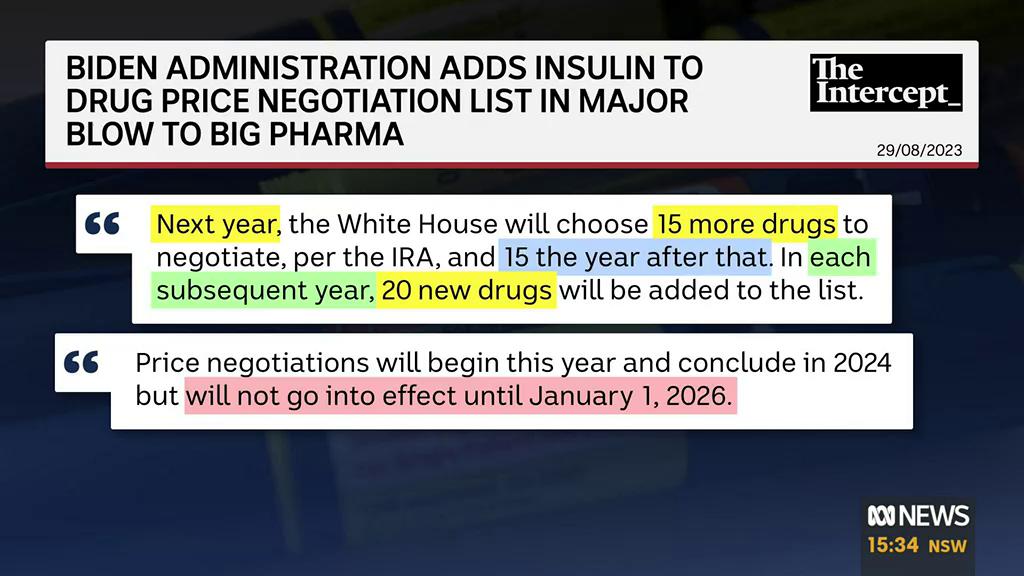 BIDEN ADMINISTRATION ADDS INSULIN TO
DRUG PRICE NEGOTIATION LIST IN MAJOR
BLOW TO BIG PHARMA
The
Intercept_
29/08/2023
“ Next year, the White House will choose 15 more drugs to
negotiate, per the IRA, and 15 the year after that. In each
subsequent year, 20 new drugs will be added to the list.
“ Price negotiations will begin this year and conclude in 2024
but will not go into effect until January 1, 2026.
NEWS
15:34 NSW